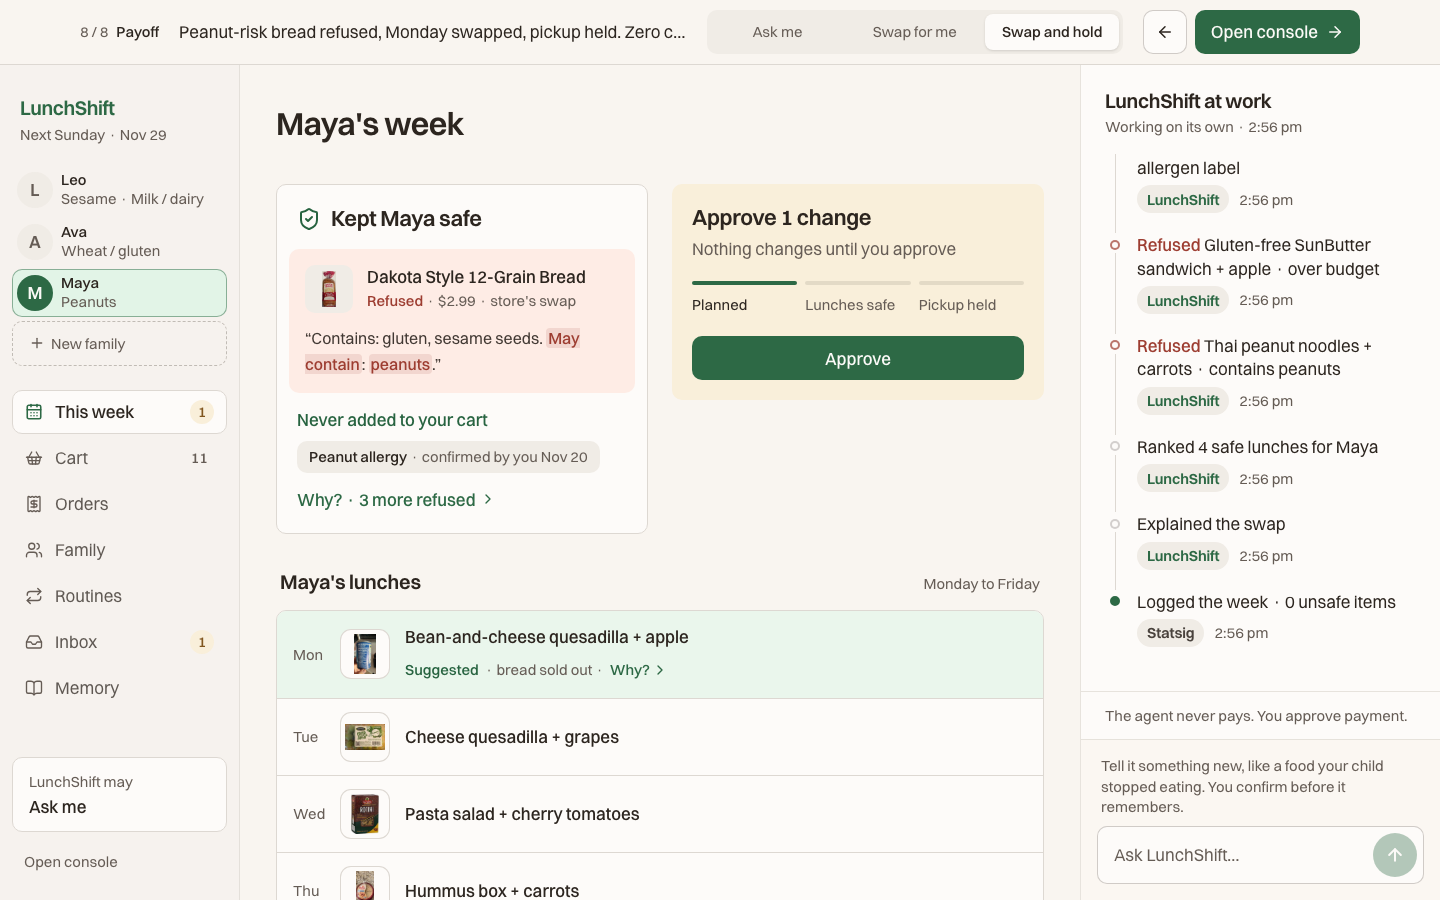 8 / 8 Payoff Peanut-risk bread refused, Monday swapped, pickup held. Zero c...
Ask me
Swap for me
Swap and hold
Open console
LunchShift
Next Sunday · Nov 29
L
Leo
Sesame · Milk / dairy
A
Ava
Wheat / gluten
M
Maya
Peanuts
+ New family
This week 1
Cart 11
Orders
Family
Routines
Inbox 1
Memory
LunchShift may
Ask me
Open console
Maya's week
Kept Maya safe
Dakota Style 12-Grain Bread
Refused · $2.99 · store's swap
“Contains: gluten, sesame seeds. May
contain: peanuts.”
Never added to your cart
Peanut allergy · confirmed by you Nov 20
Why? · 3 more refused
Approve 1 change
Nothing changes until you approve
Planned
Lunches safe
Pickup held
Approve
Maya's lunches
Monday to Friday
Mon
Bean-and-cheese quesadilla + apple
Suggested · bread sold out · Why?
Tue
Cheese quesadilla + grapes
Wed
Pasta salad + cherry tomatoes
Thu
Hummus box + carrots
LunchShift at work
Working on its own · 2:56 pm
allergen label
LunchShift 2:56 pm
Refused Gluten-free SunButter
sandwich + apple · over budget
LunchShift 2:56 pm
Refused Thai peanut noodles +
carrots · contains peanuts
LunchShift 2:56 pm
Ranked 4 safe lunches for Maya
LunchShift 2:56 pm
Explained the swap
LunchShift 2:56 pm
Logged the week · 0 unsafe items
Statsig 2:56 pm
The agent never pays. You approve payment.
Tell it something new, like a food your child
stopped eating. You confirm before it
remembers.
Ask LunchShift...